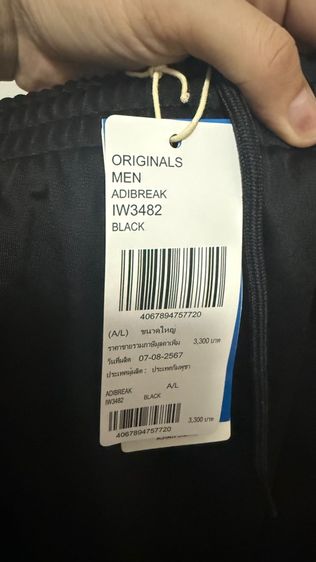 ORIGINALS
MEN
ADIBREAK
IW3482
BLACK
4067894757720
(A/L) ขนาดใหญ่
ราคาขายรวมภาษีมูลค่าเพิ่ม 3,300 บาท
วันที่ผลิต 07-08-2567
ประเทศผู้ผลิต : ประเทศกัมพูชา
ADIBREAK A/L
IW3482 BLACK
3,300 บาท
4067894757720